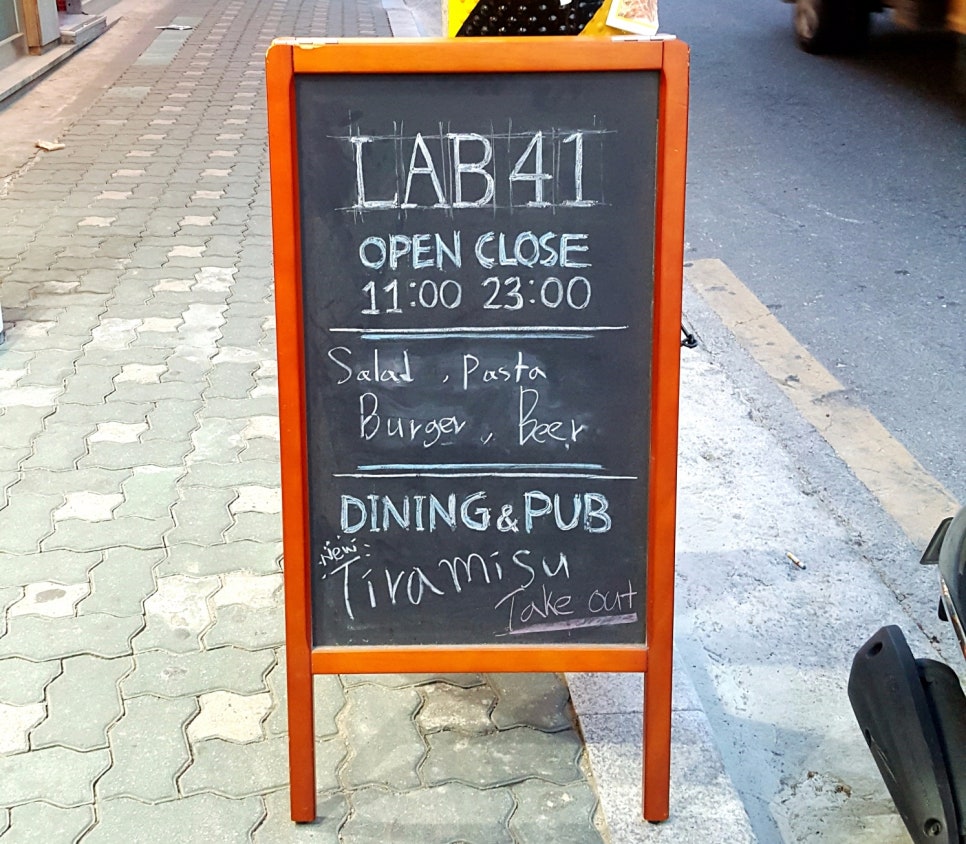 LAB 41
OPEN CLOSE
11:00 23:00
Salad , Pasta
Burger , Beer
DINING & PUB
New
Tiramisu
Take out